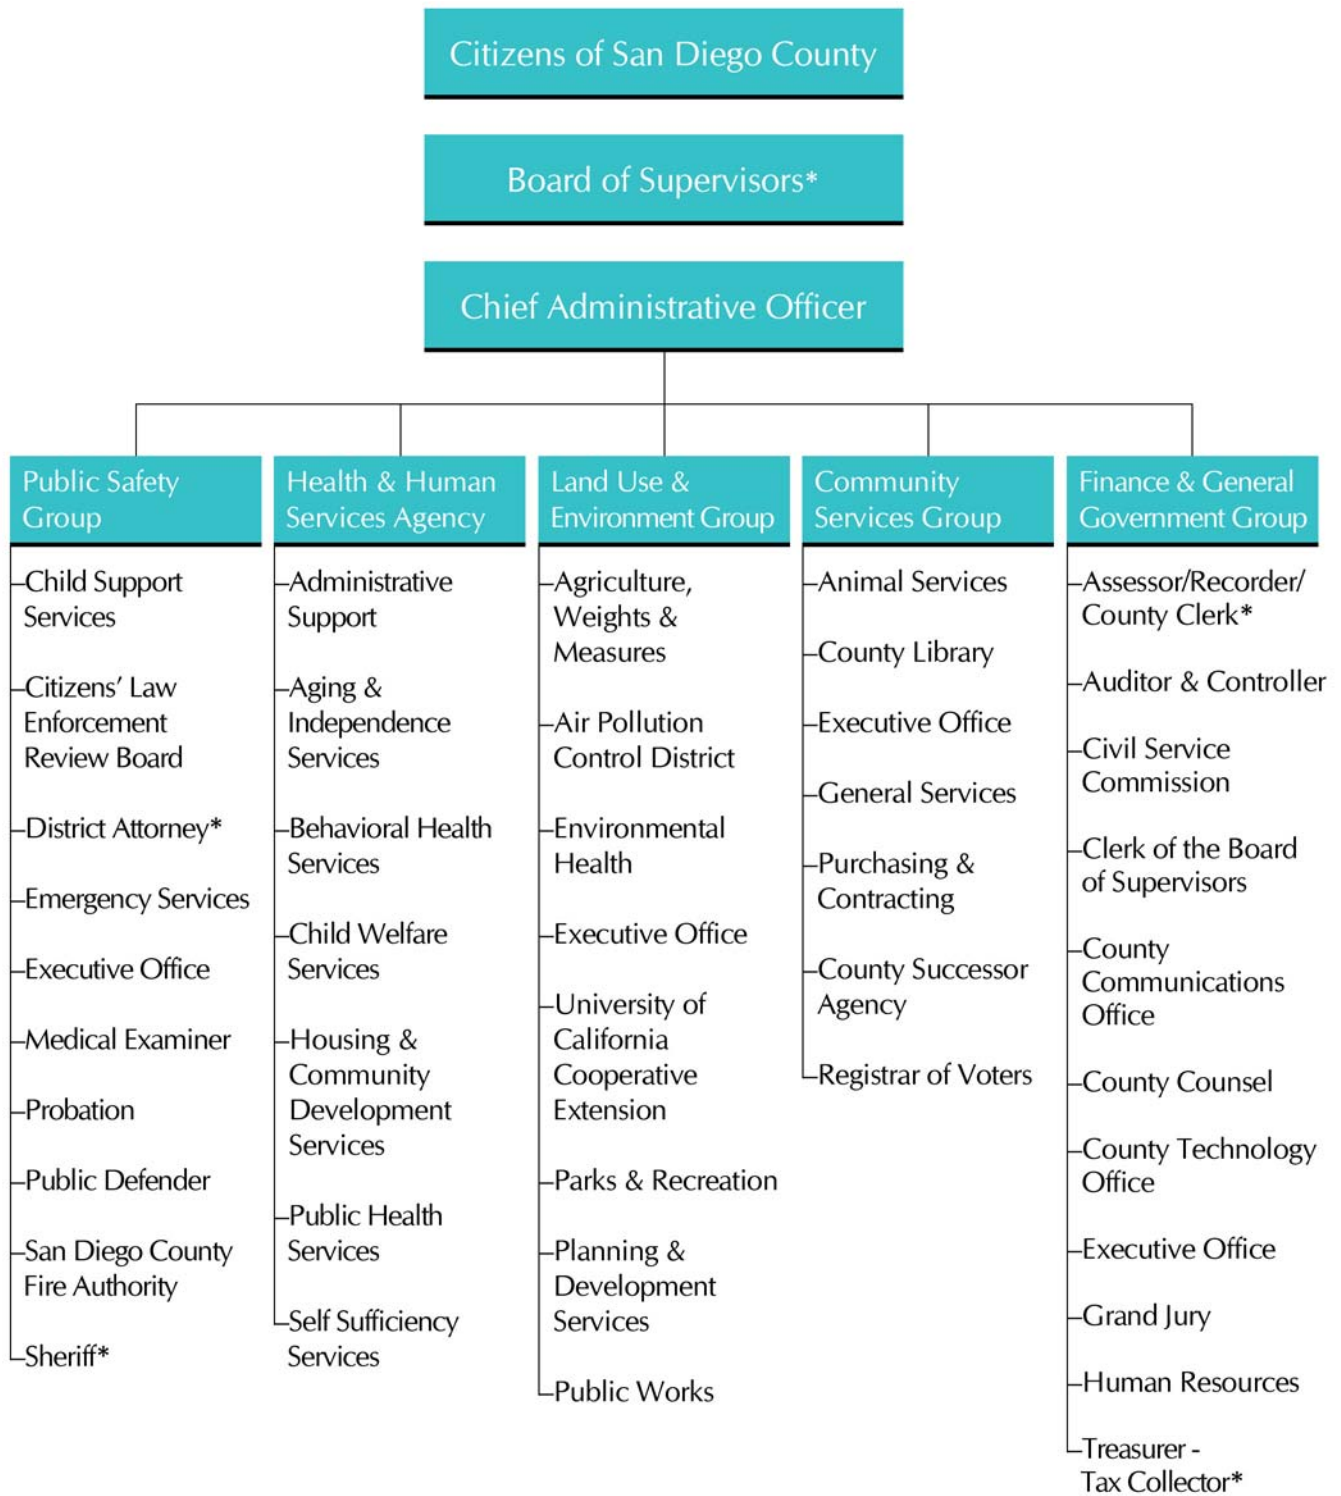 Citizens of San Diego County
Board of Supervisors*
Chief Administrative Officer
Public Safety
Group
Child Support
Services
Citizens’ Law
Enforcement
Review Board
District Attorney*
Emergency Services
Executive Office
Medical Examiner
Probation
Public Defender
San Diego County
Fire Authority
Sheriff*
Health & Human
Services Agency
Administrative
Support
Aging &
Independence
Services
Behavioral Health
Services
Child Welfare
Services
Housing &
Community
Development
Services
Public Health
Services
Self Sufficiency
Services
Land Use &
Environment Group
Agriculture,
Weights &
Measures
Air Pollution
Control District
Environmental
Health
Executive Office
University of
California
Cooperative
Extension
Parks & Recreation
Planning &
Development
Services
Public Works
Community
Services Group
Animal Services
County Library
Executive Office
General Services
Purchasing &
Contracting
County Successor
Agency
Registrar of Voters
Finance & General
Government Group
Assessor/Recorder/
County Clerk*
Auditor & Controller
Civil Service
Commission
Clerk of the Board
of Supervisors
County
Communications
Office
County Counsel
County Technology
Office
Executive Office
Grand Jury
Human Resources
Treasurer -
Tax Collector*